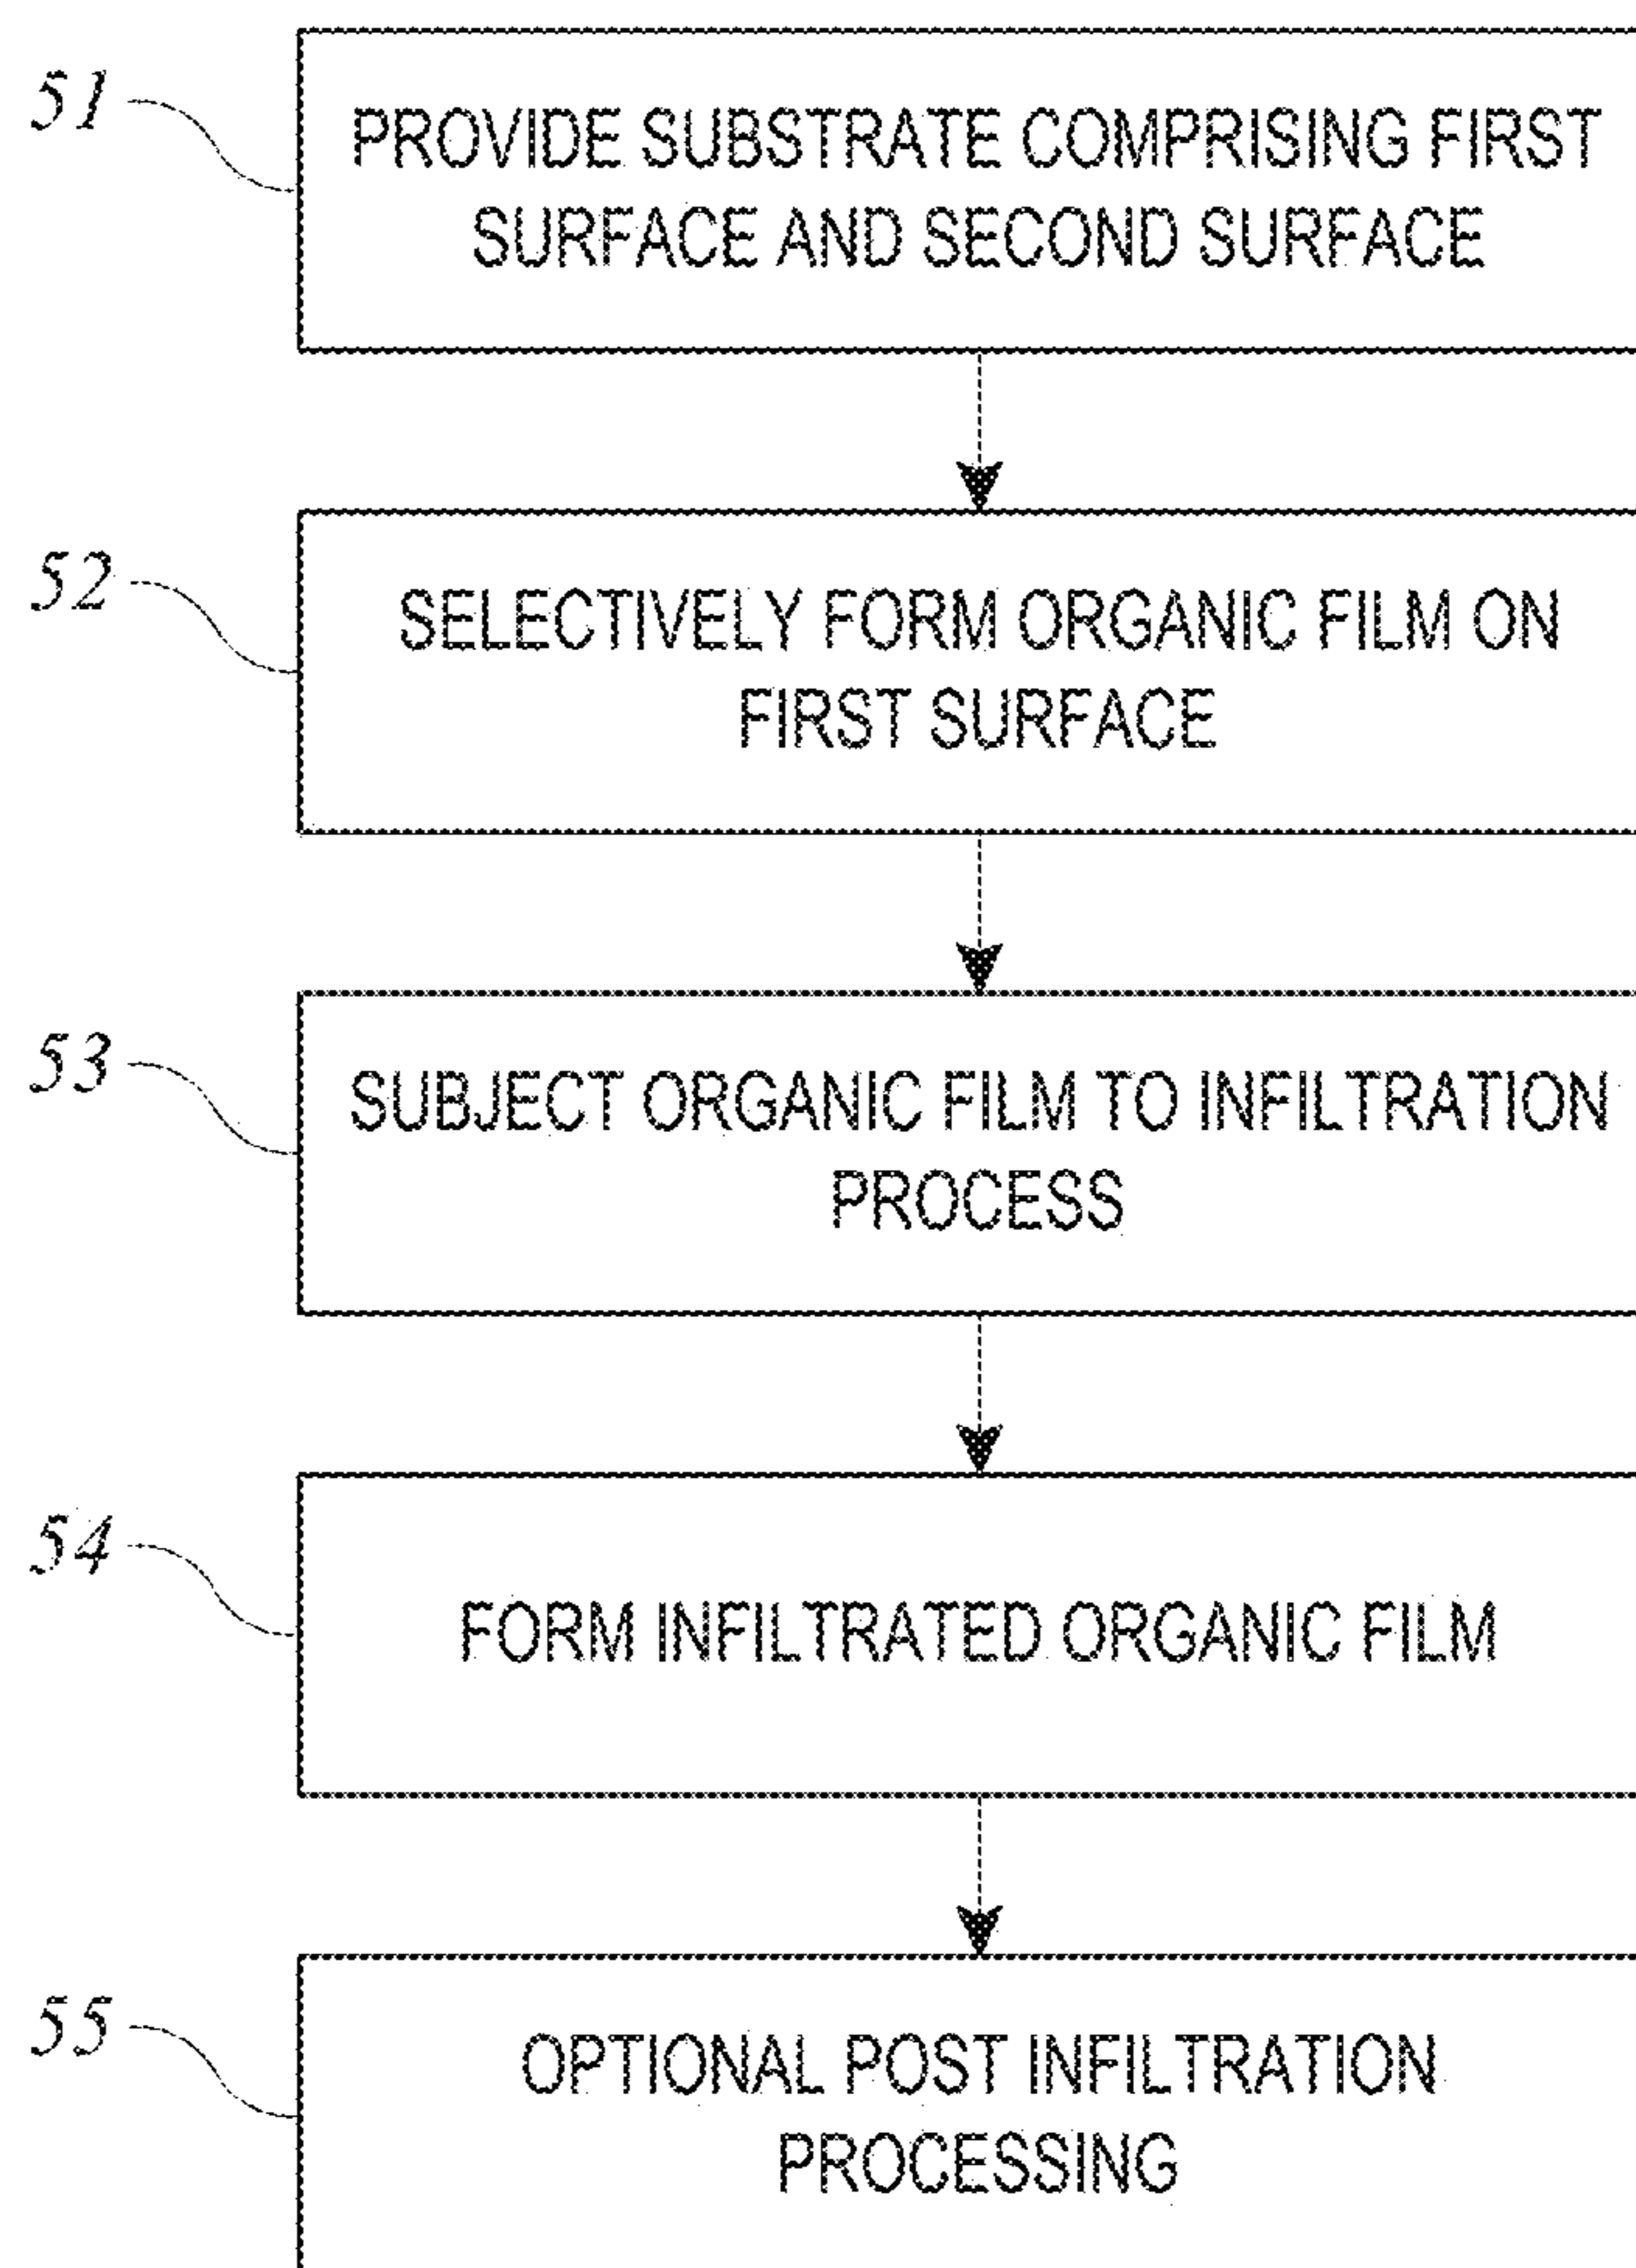 51
PROVIDE SUBSTRATE COMPRISING FIRST
SURFACE AND SECOND SURFACE
52
SELECTIVELY FORM ORGANIC FILM ON
FIRST SURFACE
53
SUBJECT ORGANIC FILM TO INFILTRATION
PROCESS
54
FORM INFILTRATED ORGANIC FILM
55
OPTIONAL POST INFILTRATION
PROCESSING